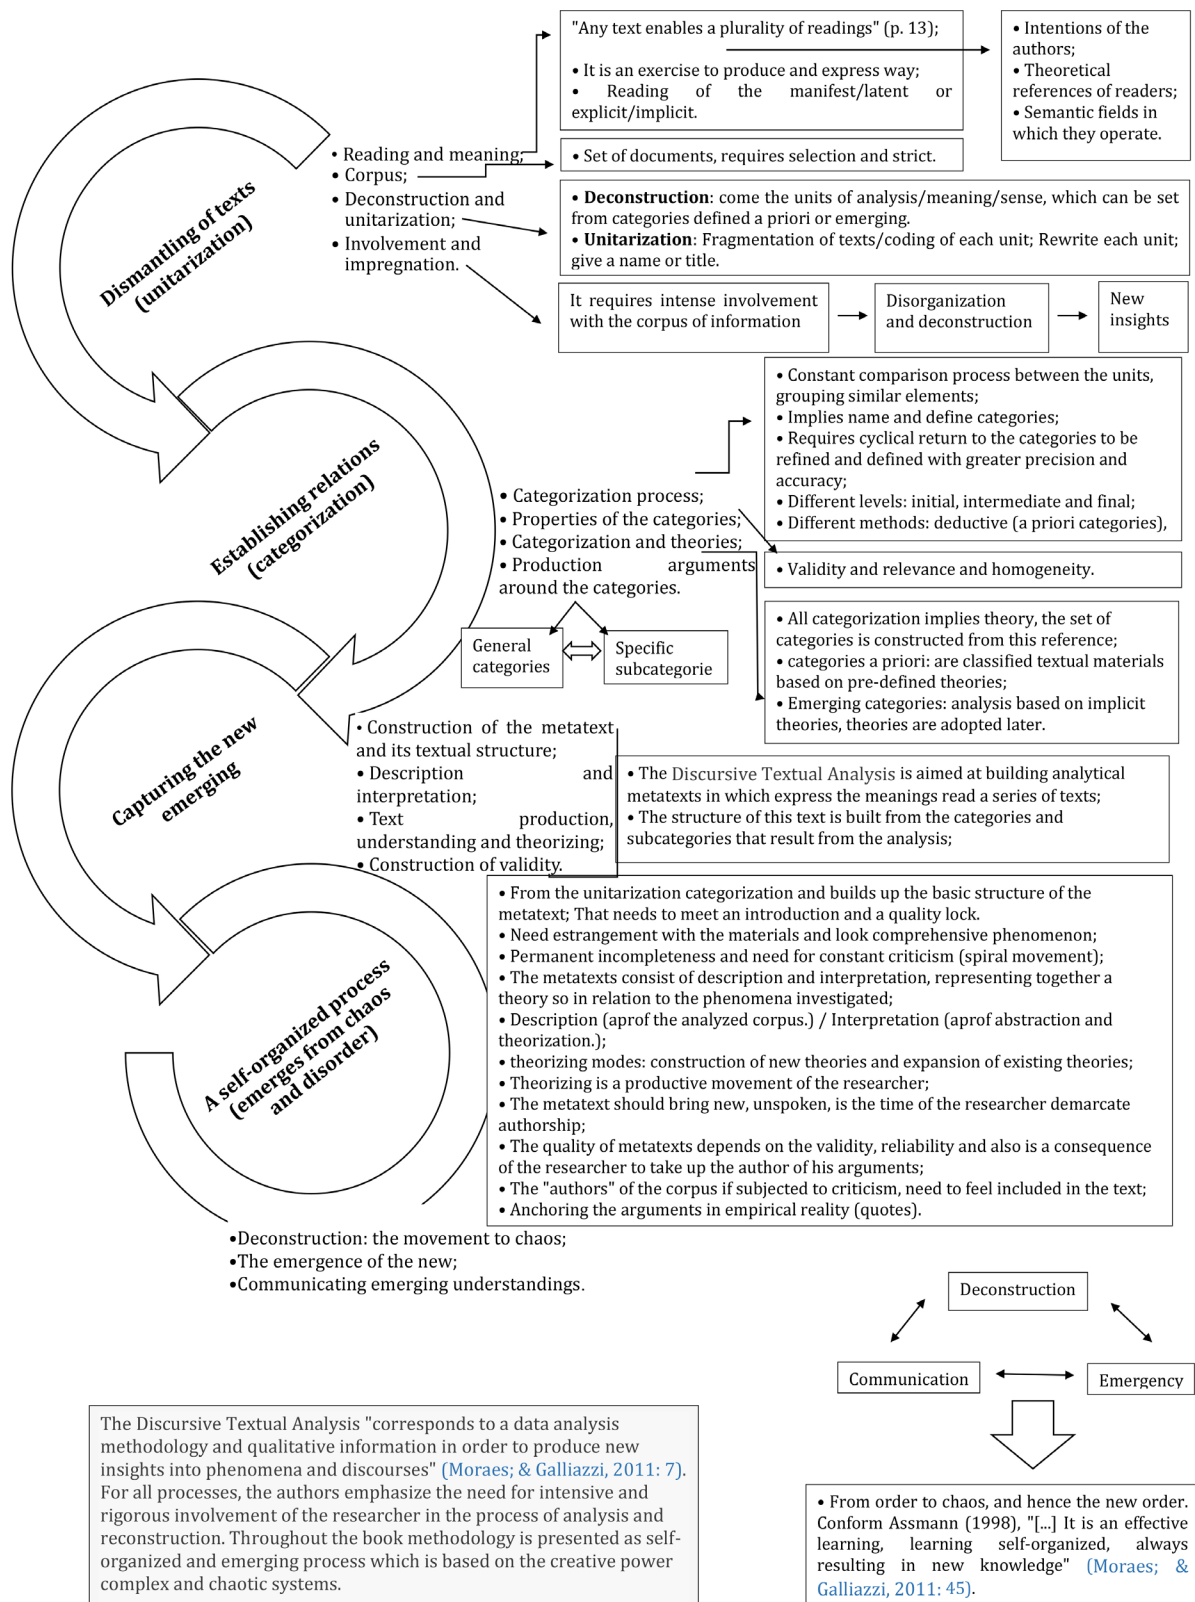 "Any text enables a plurality of readings" (p. 13);
• It is an exercise to produce and express way;
• Reading of the manifest/latent or
explicit/implicit.
• Intentions of the
authors;
• Theoretical
references of readers;
• Semantic fields in
which they operate.
Dismantling of texts
(unitarization)
• Reading and meaning;
• Corpus;
• Deconstruction and
unitarization;
• Involvement and
impregnation.
• Set of documents, requires selection and strict.
• Deconstruction: come the units of analysis/meaning/sense, which can be set
from categories defined a priori or emerging.
• Unitarization: Fragmentation of texts/coding of each unit; Rewrite each unit;
give a name or title.
It requires intense involvement
with the corpus of information
Disorganization
and deconstruction
New
insights
Establishing relations
(categorization)
• Categorization process;
• Properties of the categories;
• Categorization and theories;
• Production arguments
around the categories.
General
categories
Specific
subcategorie
• Constant comparison process between the units,
grouping similar elements;
• Implies name and define categories;
• Requires cyclical return to the categories to be
refined and defined with greater precision and
accuracy;
• Different levels: initial, intermediate and final;
• Different methods: deductive (a priori categories),
• Validity and relevance and homogeneity.
• All categorization implies theory, the set of
categories is constructed from this reference;
• categories a priori: are classified textual materials
based on pre-defined theories;
• Emerging categories: analysis based on implicit
theories, theories are adopted later.
Capturing the new
emerging
• Construction of the metatext
and its textual structure;
• Description and
interpretation;
• Text production,
understanding and theorizing;
• Construction of validity.
• The Discursive Textual Analysis is aimed at building analytical
metatexts in which express the meanings read a series of texts;
• The structure of this text is built from the categories and
subcategories that result from the analysis;
• From the unitarization categorization and builds up the basic structure of the
metatext; That needs to meet an introduction and a quality lock.
• Need estrangement with the materials and look comprehensive phenomenon;
• Permanent incompleteness and need for constant criticism (spiral movement);
• The metatexts consist of description and interpretation, representing together a
theory so in relation to the phenomena investigated;
• Description (aprof the analyzed corpus.) / Interpretation (aprof abstraction and
theorization.);
• theorizing modes: construction of new theories and expansion of existing theories;
• Theorizing is a productive movement of the researcher;
• The metatext should bring new, unspoken, is the time of the researcher demarcate
authorship;
• The quality of metatexts depends on the validity, reliability and also is a consequence
of the researcher to take up the author of his arguments;
• The "authors" of the corpus if subjected to criticism, need to feel included in the text;
• Anchoring the arguments in empirical reality (quotes).
A self-organized process
(emerges from chaos
and disorder)
•Deconstruction: the movement to chaos;
•The emergence of the new;
•Communicating emerging understandings.
Deconstruction
Communication
Emergency
The Discursive Textual Analysis "corresponds to a data analysis
methodology and qualitative information in order to produce new
insights into phenomena and discourses" (Moraes; & Galliazzi, 2011: 7).
For all processes, the authors emphasize the need for intensive and
rigorous involvement of the researcher in the process of analysis and
reconstruction. Throughout the book methodology is presented as self-
organized and emerging process which is based on the creative power
complex and chaotic systems.
• From order to chaos, and hence the new order.
Conform Assmann (1998), "[...] It is an effective
learning, learning self-organized, always
resulting in new knowledge" (Moraes; &
Galliazzi, 2011: 45).